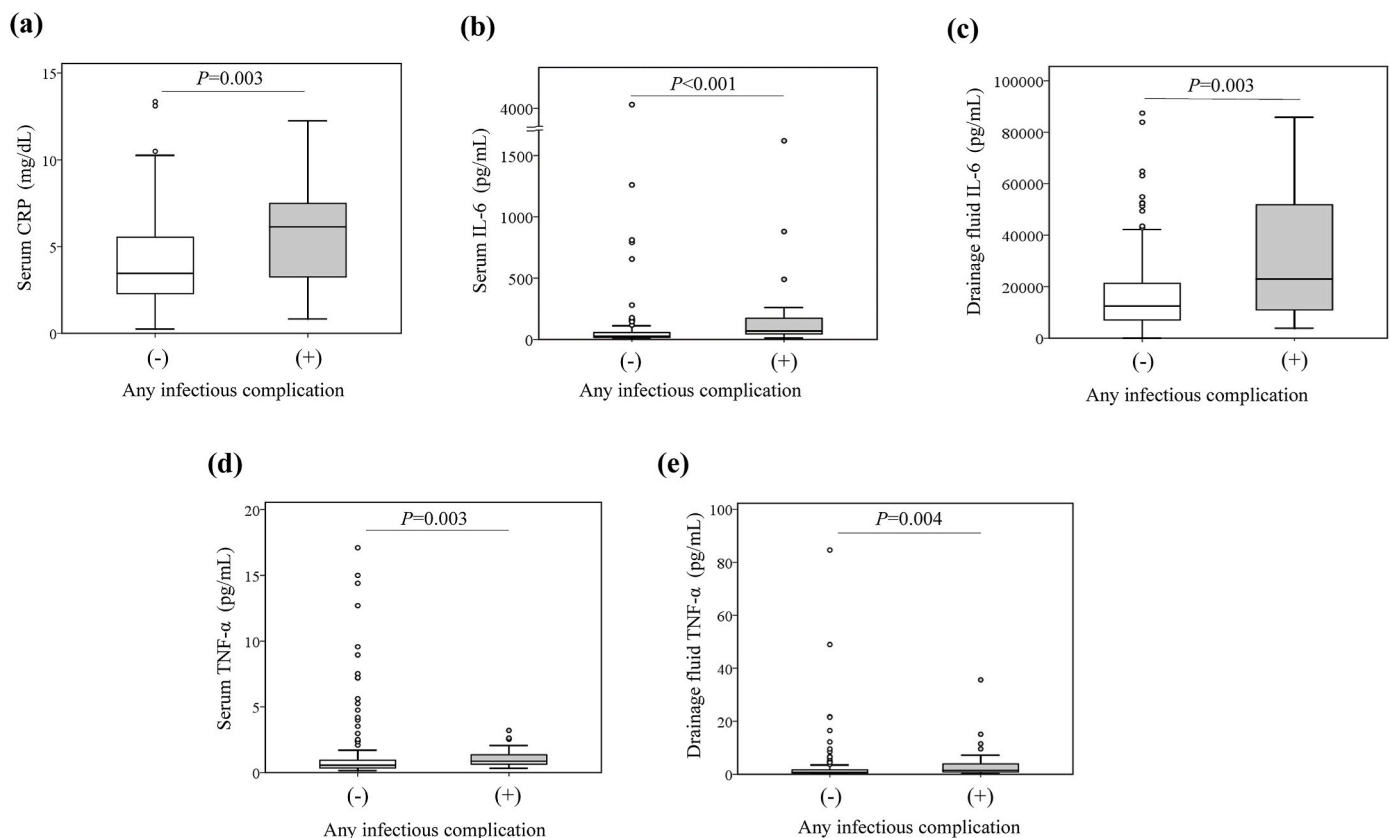 (a)
P=0.003
Serum CRP (mg/dL)
15
10
5
0
(-) (+)
Any infectious complication
(b)
P<0.001
Serum IL-6 (pg/mL)
4000
1500
1000
500
0
(-) (+)
Any infectious complication
(c)
P=0.003
Drainage fluid IL-6 (pg/mL)
100000
80000
60000
40000
20000
0
(-) (+)
Any infectious complication
(d)
P=0.003
Serum TNF-α (pg/mL)
20
15
10
5
0
(-) (+)
Any infectious complication
(e)
P=0.004
Drainage fluid TNF-α (pg/mL)
100
80
60
40
20
0
(-) (+)
Any infectious complication